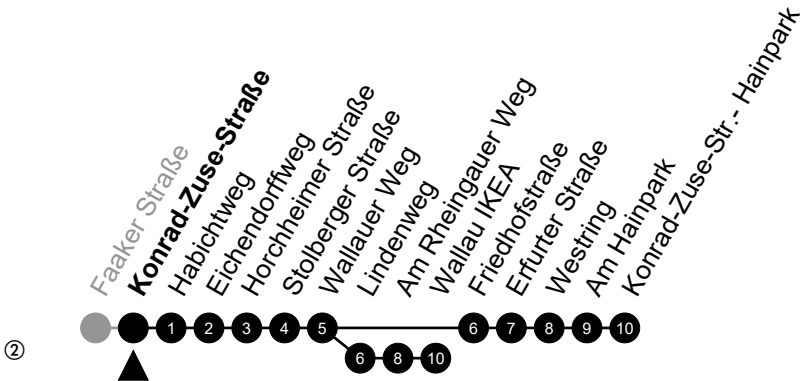 Faaker Straße
Konrad-Zuse-Straße
Habichtweg
Eichendorffweg
Horchheimer Straße
Stolberger Straße
Wallauer Weg
Lindenweg
Am Rheingauer Weg
Wallau IKEA
Friedhofstraße
Erfurter Straße
Westring
Am Hainpark
Konrad-Zuse-Str.- Hainpark
1 2 3 4 5 6 7 8 9 10
② 6 8 10